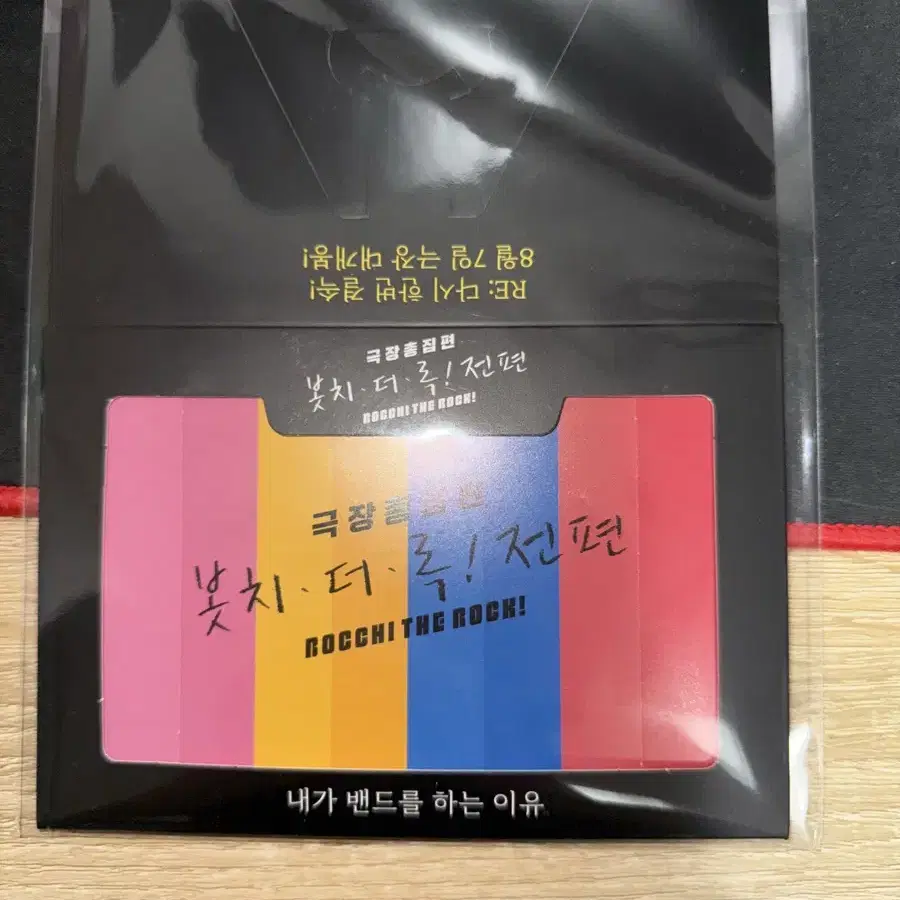 RE: 다시 한번 결속!
8월 7일 극장 대개봉!
극장총집편
봇치·더·록! 전편
BOCCHI THE ROCK!
극장총집편
봇치·더·록! 전편
BOCCHI THE ROCK!
내가 밴드를 하는 이유